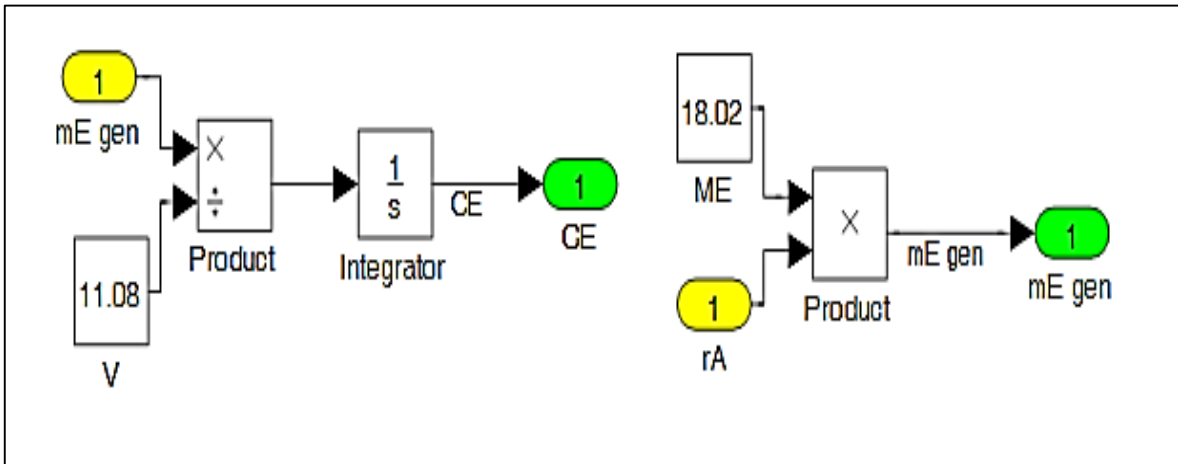 1
mE gen
×
÷
Product
11.08
V
1
s
Integrator
CE
1
CE
18.02
ME
1
rA
×
Product
mE gen
1
mE gen